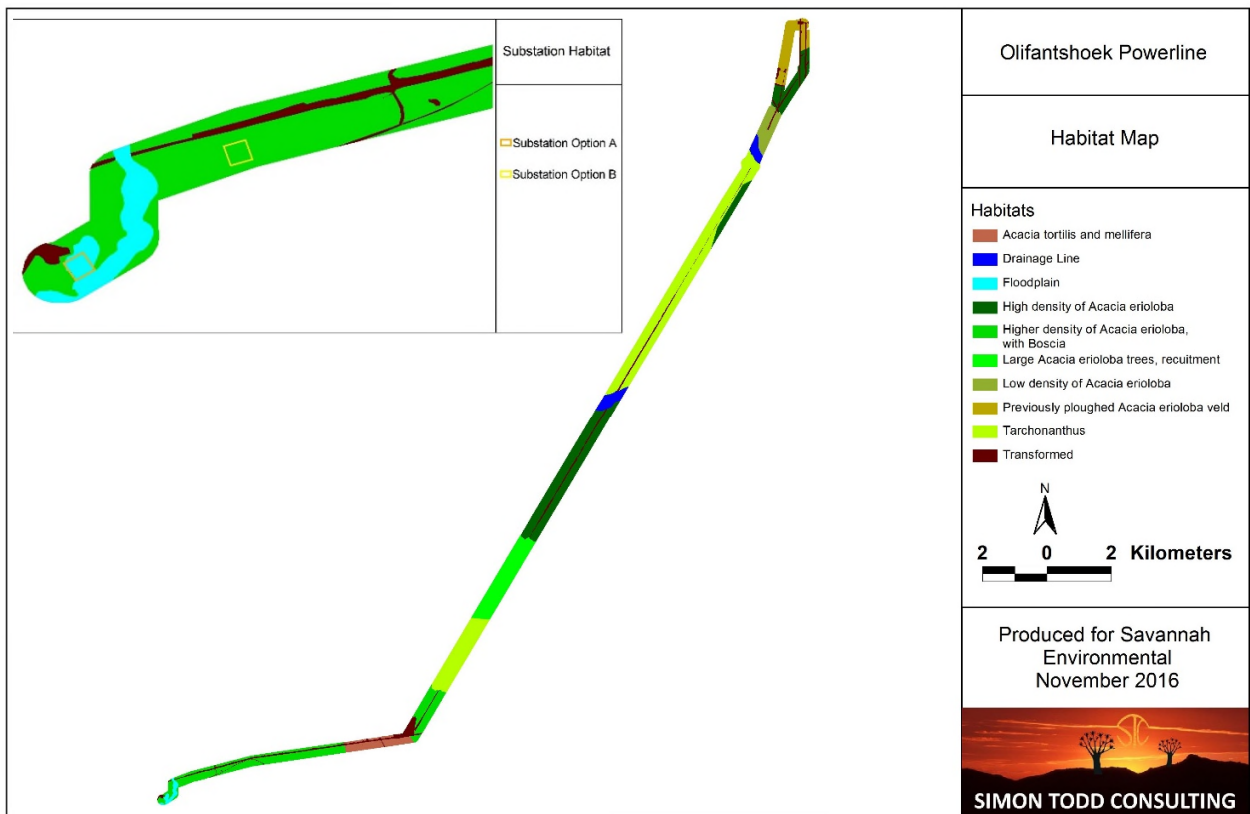 Substation Habitat
Substation Option A
Substation Option B
Olifantshoek Powerline
Habitat Map
Habitats
Acacia tortilis and mellifera
Drainage Line
Floodplain
High density of Acacia erioloba
Higher density of Acacia erioloba,
with Boscia
Large Acacia erioloba trees, recuitment
Low density of Acacia erioloba
Previously ploughed Acacia erioloba veld
Tarchonanthus
Transformed
N
2 0 2 Kilometers
Produced for Savannah
Environmental
November 2016
SIMON TODD CONSULTING